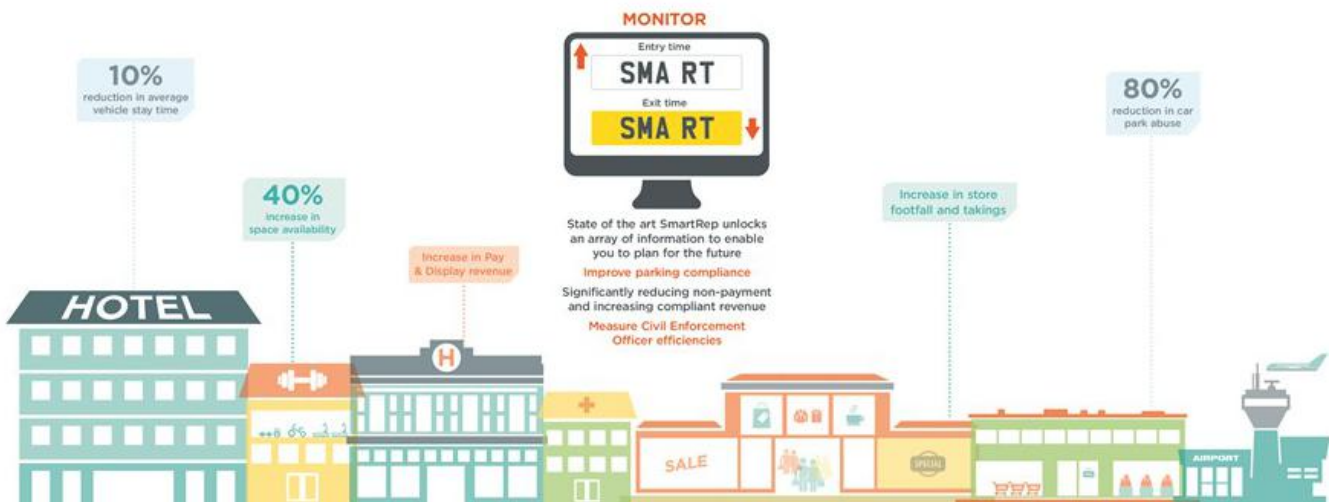 MONITOR
Entry time
SMA RT
Exit time
SMA RT
10%
reduction in average
vehicle stay time
80%
reduction in car
park abuse
40%
increase in
space availability
Increase in store
footfall and takings
Increase in Pay
& Display revenue
State of the art SmartRep unlocks
an array of information to enable
you to plan for the future
Improve parking compliance
Significantly reducing non-payment
and increasing compliant revenue
Measure Civil Enforcement
Officer efficiencies
HOTEL
H
SALE
SPECIAL
AIRPORT